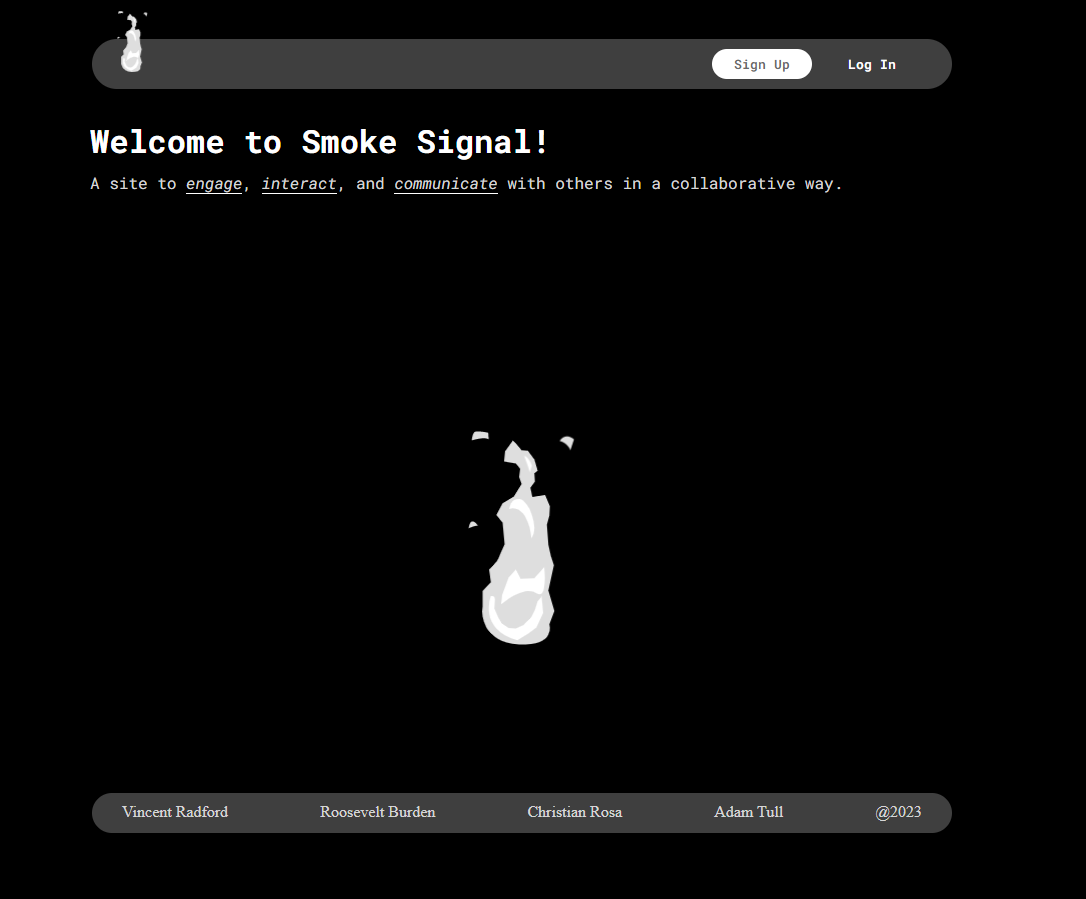 Sign Up Log In
Welcome to Smoke Signal!
A site to engage, interact, and communicate with others in a collaborative way.
Vincent Radford Roosevelt Burden Christian Rosa Adam Tull @2023